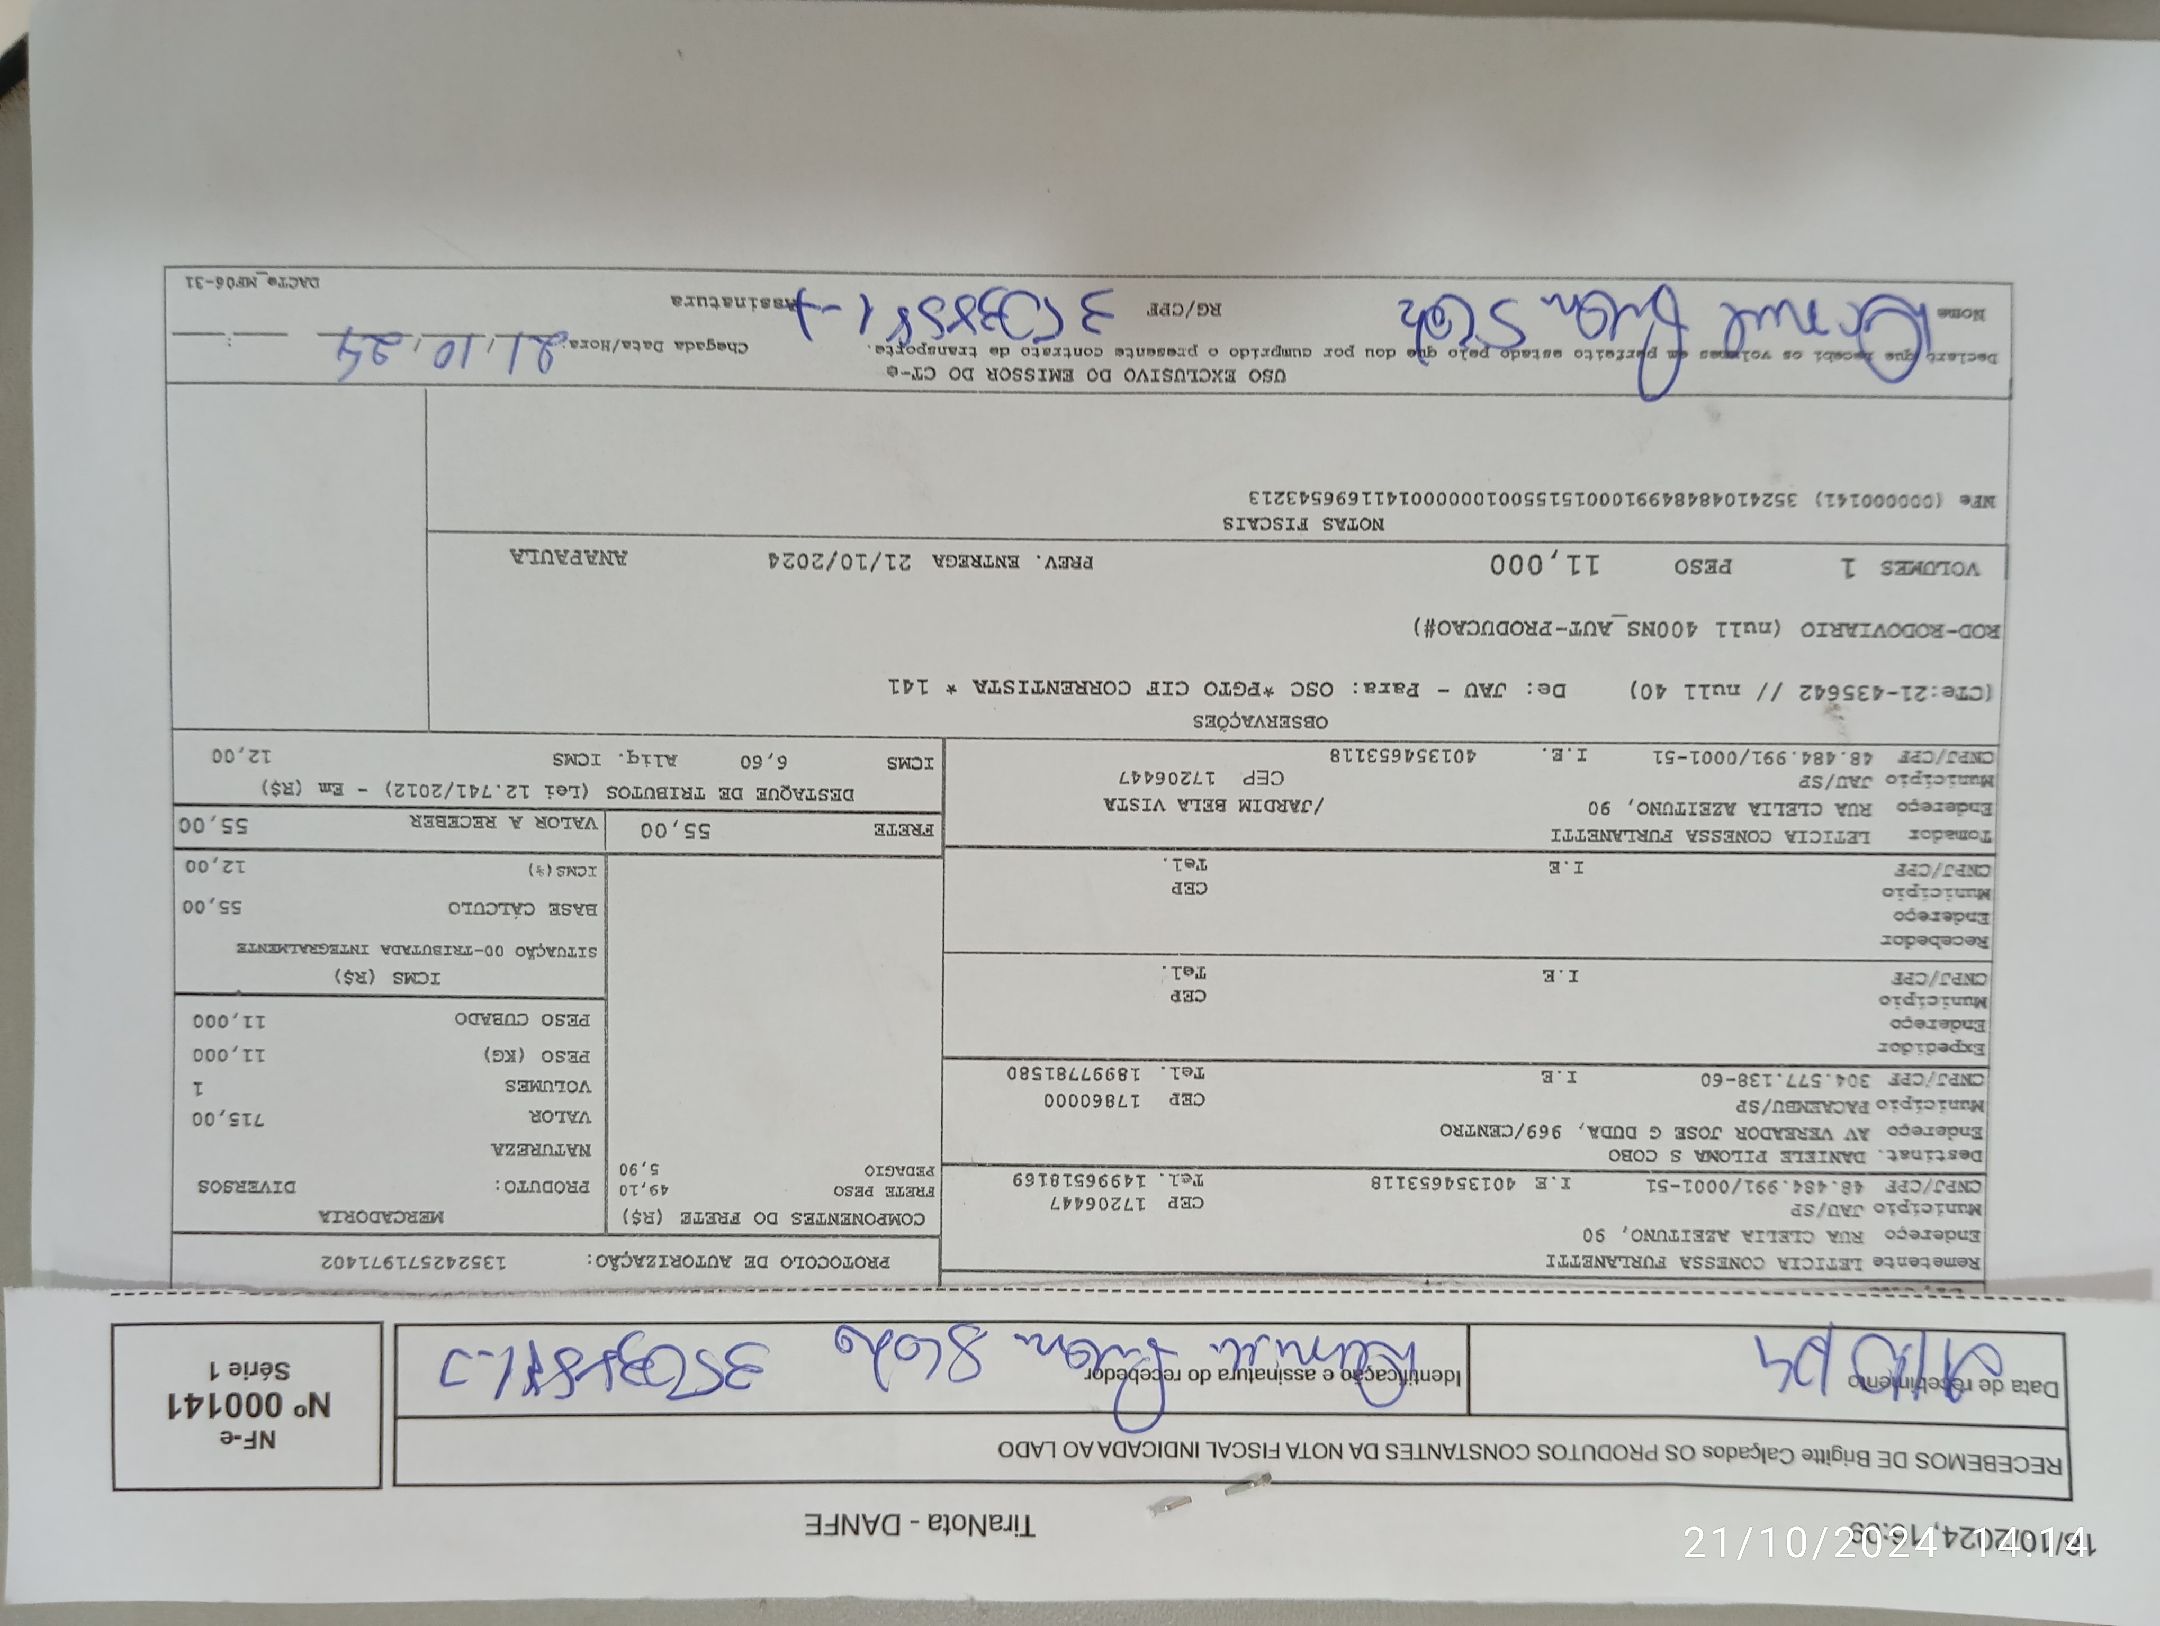 18/10/2024, 16:09
TiraNota - DANFE
RECEBEMOS DE Brigitte Calçados OS PRODUTOS CONSTANTES DA NOTA FISCAL INDICADA AO LADO
NF-e
Nº 000141
Série 1
Data de recebimento
21/10/24
Identificação e assinatura do recebedor
Remetente LETICIA CONESSA FURLANETTI
Endereço RUA CLELIA AZEITUNO, 90
Município JAU/SP CEP 17206447
CNPJ/CPF 48.484.991/0001-51 I.E 401354653118 Tel. 14996518169
Destinat. DANIELE PILONA S COBO
Endereço AV VEREADOR JOSE G DUDA, 969/CENTRO
Município PACAEMBU/SP CEP 17860000
CNPJ/CPF 304.577.138-60 I.E Tel. 18997781580
Expedidor
Endereço
Município CEP
CNPJ/CPF I.E Tel.
Recebedor
Endereço
Município CEP
CNPJ/CPF I.E Tel.
Tomador LETICIA CONESSA FURLANETTI
Endereço RUA CLELIA AZEITUNO, 90 /JARDIM BELA VISTA
Município JAU/SP CEP 17206447
CNPJ/CPF 48.484.991/0001-51 I.E. 401354653118
PROTOCOLO DE AUTORIZAÇÃO: 135242571971402
COMPONENTES DO FRETE (R$)
FRETE PESO 49,10
PEDAGIO 5,90
MERCADORIA
PRODUTO: DIVERSOS
NATUREZA
VALOR 715,00
VOLUMES 1
PESO (KG) 11,000
PESO CUBADO 11,000
ICMS (R$)
SITUAÇÃO 00-TRIBUTADA INTEGRALMENTE
BASE CÁLCULO 55,00
ICMS(%) 12,00
FRETE 55,00 VALOR A RECEBER 55,00
DESTAQUE DE TRIBUTOS (Lei 12.741/2012) - Em (R$)
ICMS 6,60 Aliq. ICMS 12,00
OBSERVAÇÕES
(CTe:21-435642 // null 40) De: JAU - Para: OSC *PGTO CIF CORRENTISTA * 141
ROD-RODOVIARIO (null 400NS_AUT-PRODUCAO#)
VOLUMES 1 PESO 11,000 PREV. ENTREGA 21/10/2024 ANAPAULA
NOTAS FISCAIS
NFe (000000141) 35241048484991000151550010000001411696543213
USO EXCLUSIVO DO EMISSOR DO CT-e
Declaro que recebi os volumes em perfeito estado pelo que dou por cumprido o presente contrato de transporte.
Chegada Data/Hora: 21,10,24
Nome
RG/CPF
Assinatura
DACTe_MF06-31
21/10/2024 14:14